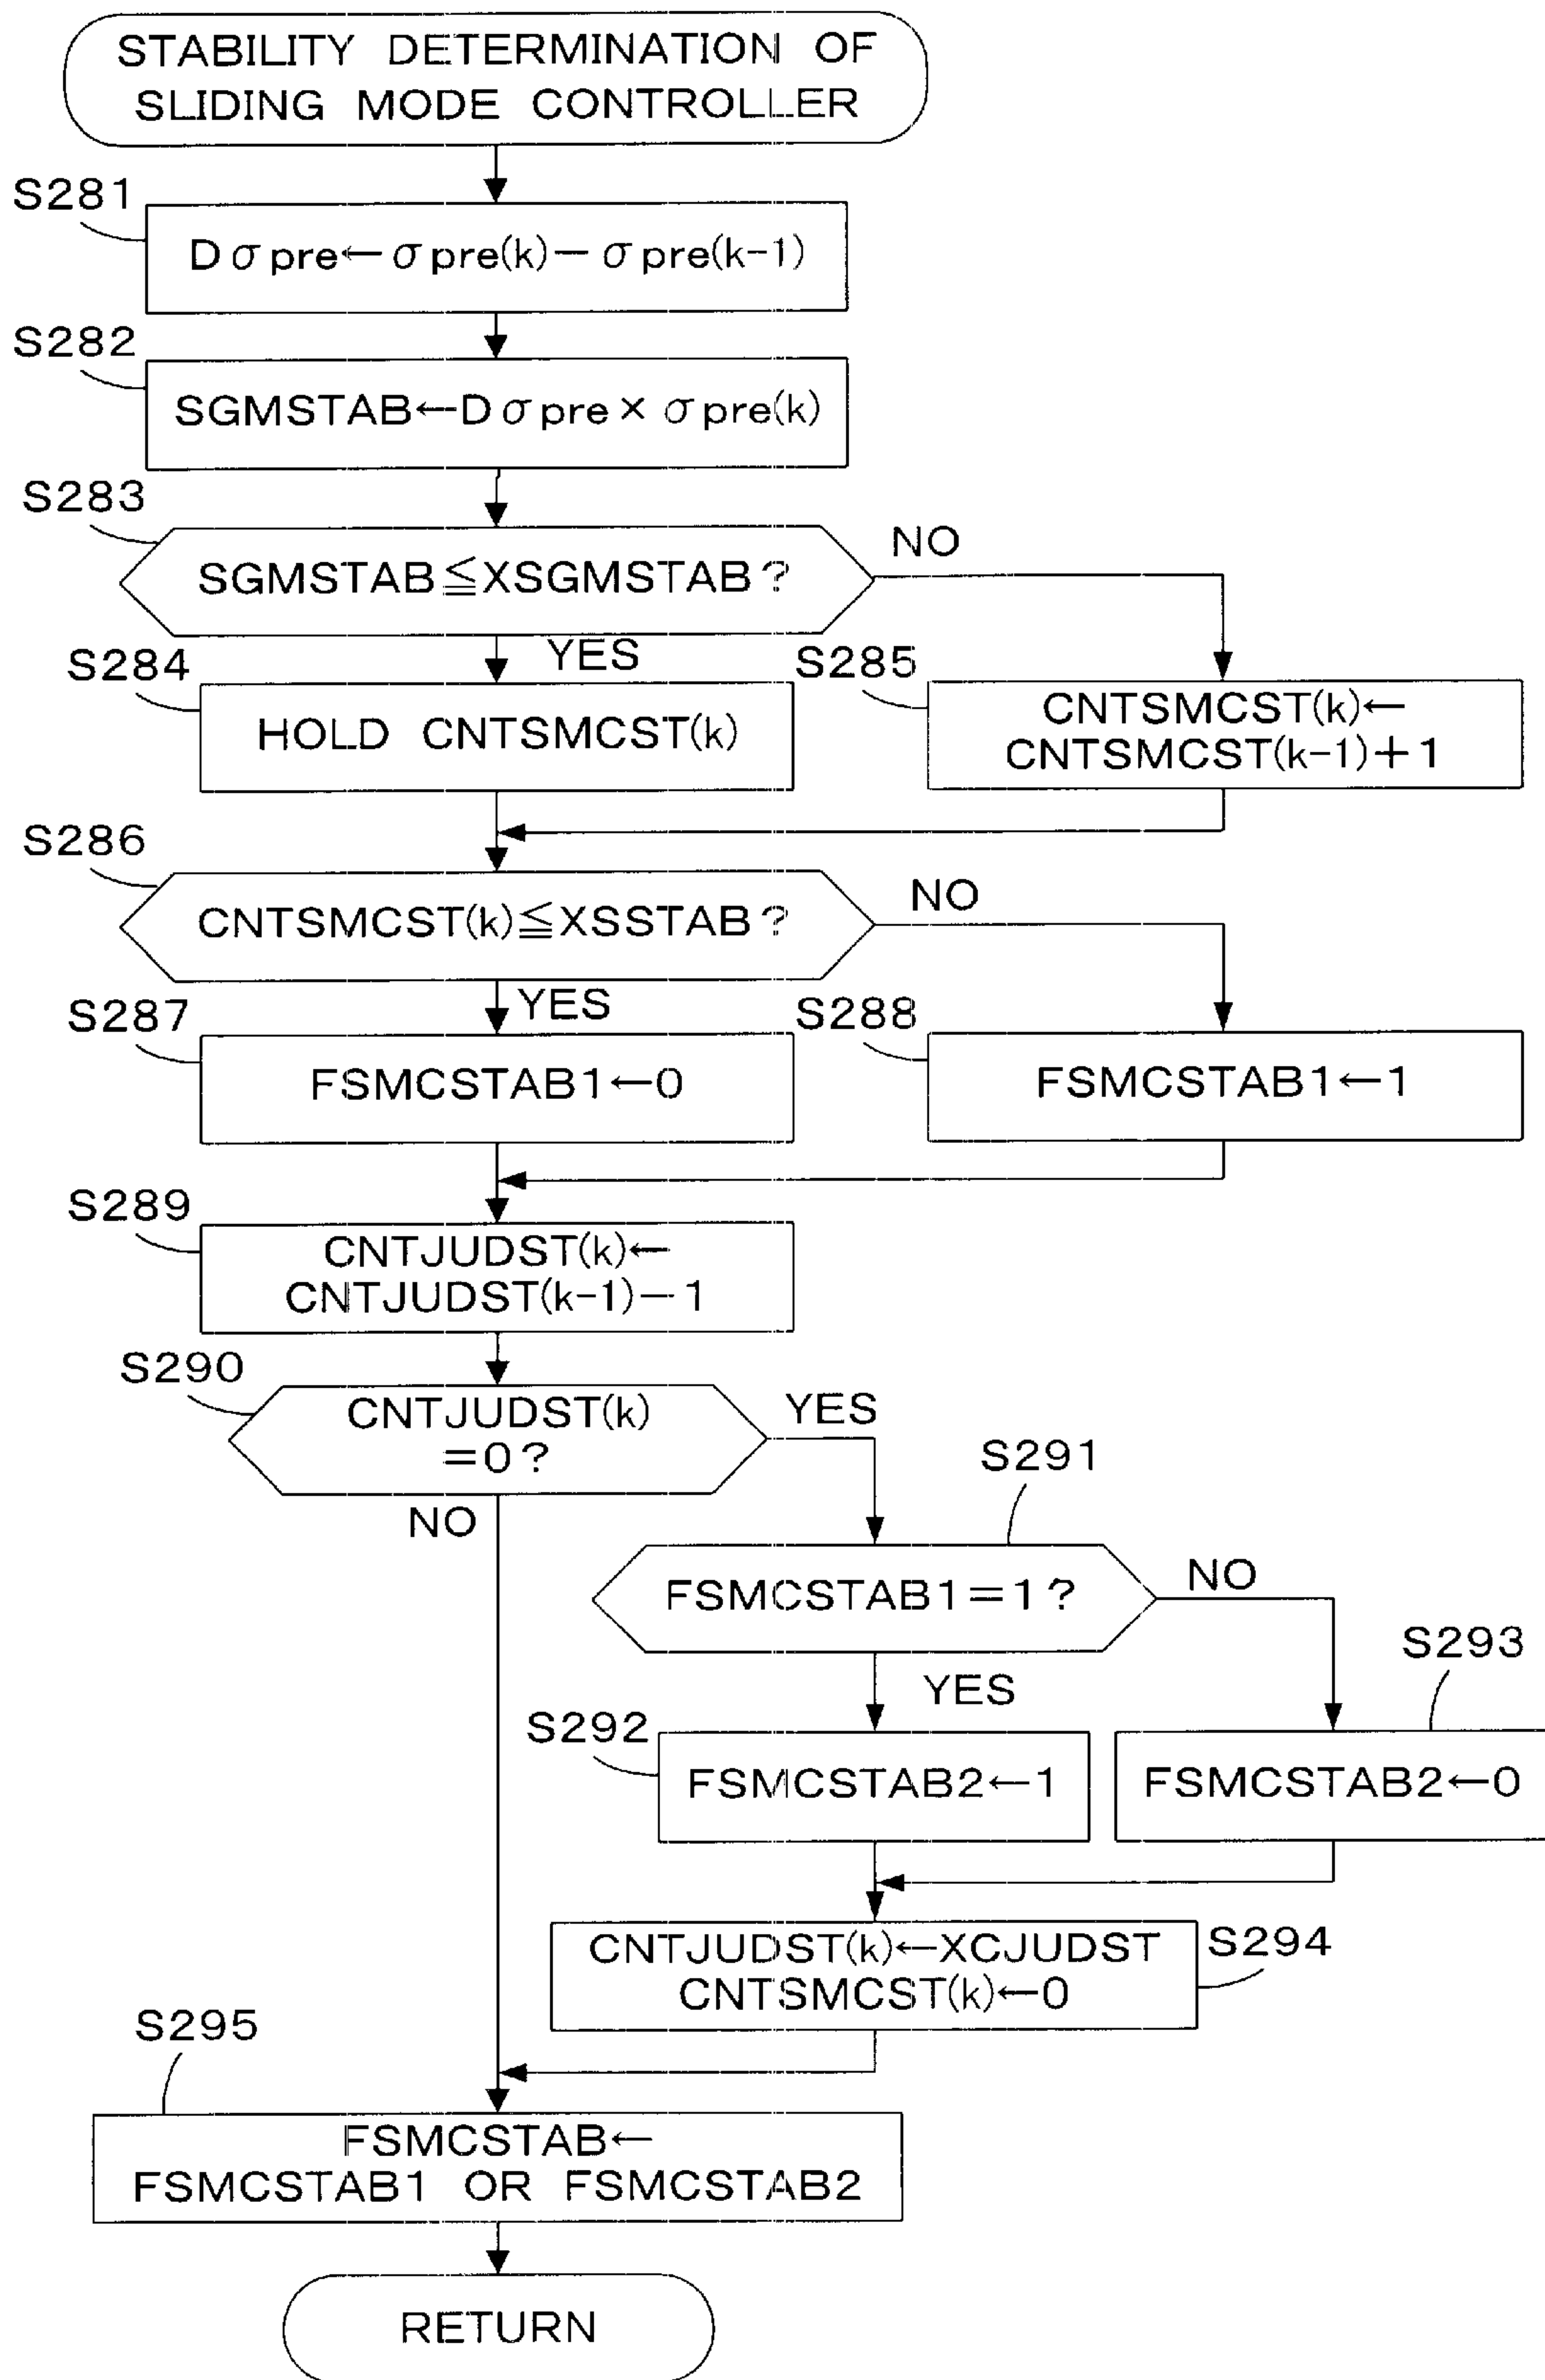 STABILITY DETERMINATION OF
SLIDING MODE CONTROLLER
S281
Dσpre←σpre(k)−σpre(k-1)
S282
SGMSTAB←Dσpre×σpre(k)
S283
SGMSTAB≦XSGMSTAB?
NO
YES
S284
HOLD CNTSMCST(k)
S285
CNTSMCST(k)←
CNTSMCST(k-1)+1
S286
CNTSMCST(k)≦XSSTAB?
NO
YES
S287
FSMCSTAB1←0
S288
FSMCSTAB1←1
S289
CNTJUDST(k)←
CNTJUDST(k-1)−1
S290
CNTJUDST(k)
=0?
YES
NO
S291
FSMCSTAB1=1?
NO
YES
S292
FSMCSTAB2←1
S293
FSMCSTAB2←0
S294
CNTJUDST(k)←XCJUDST
CNTSMCST(k)←0
S295
FSMCSTAB←
FSMCSTAB1 OR FSMCSTAB2
RETURN